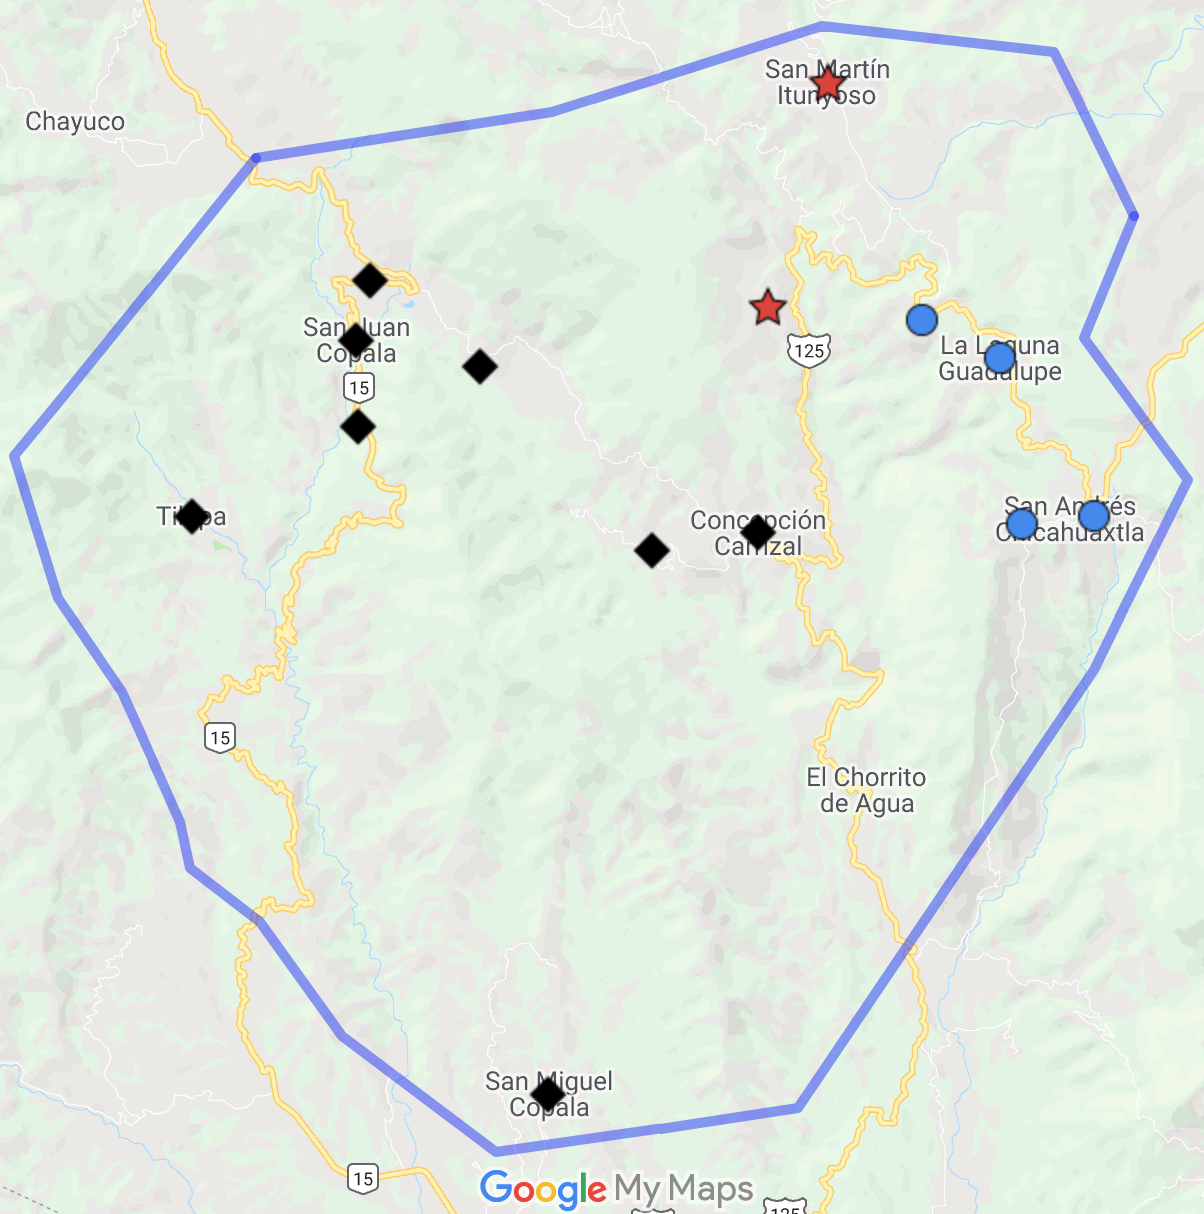 San Martín
Itunyoso
Chayuco
San Juan
Copala
125
La Laguna
Guadalupe
15
Tilapa
Concepción
Carrizal
San Andrés
Chicahuaxtla
15
El Chorrito
de Agua
San Miguel
Copala
15
Google My Maps
125